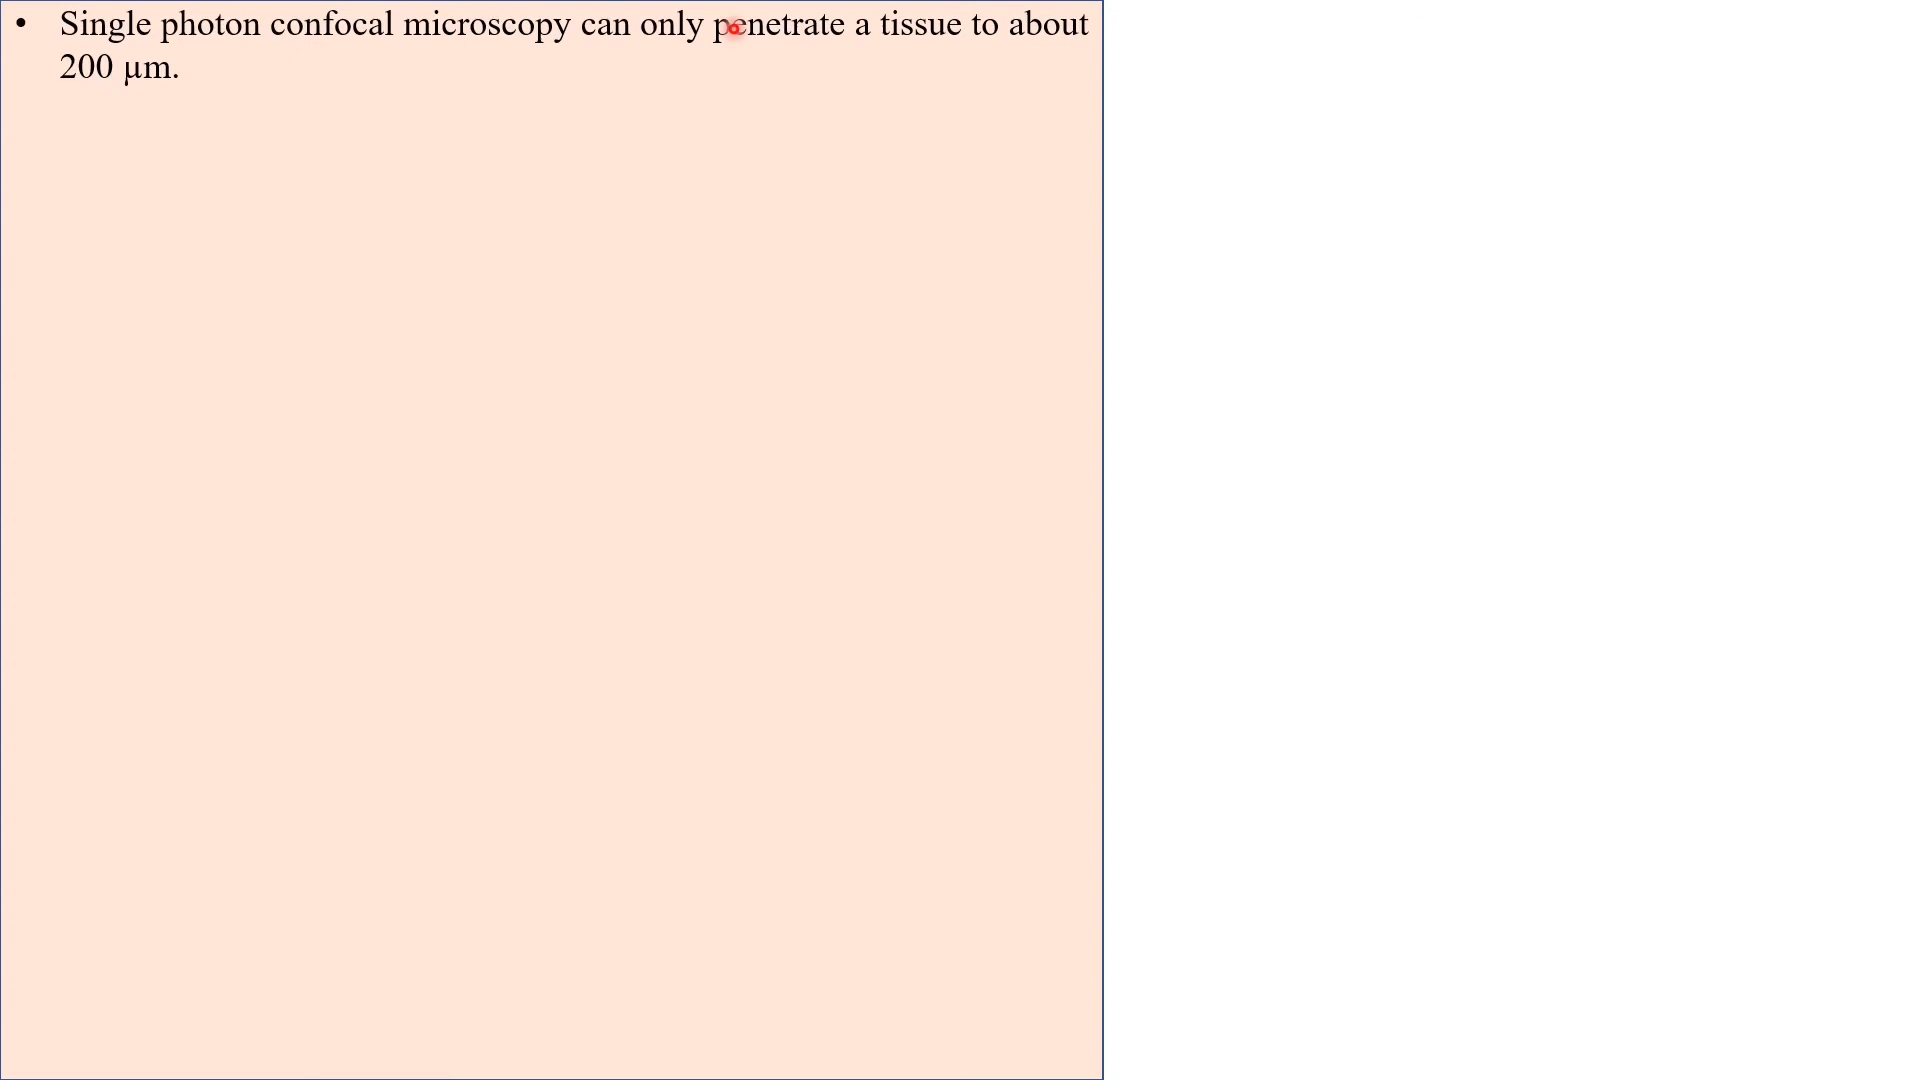 • Single photon confocal microscopy can only penetrate a tissue to about
200 µm.